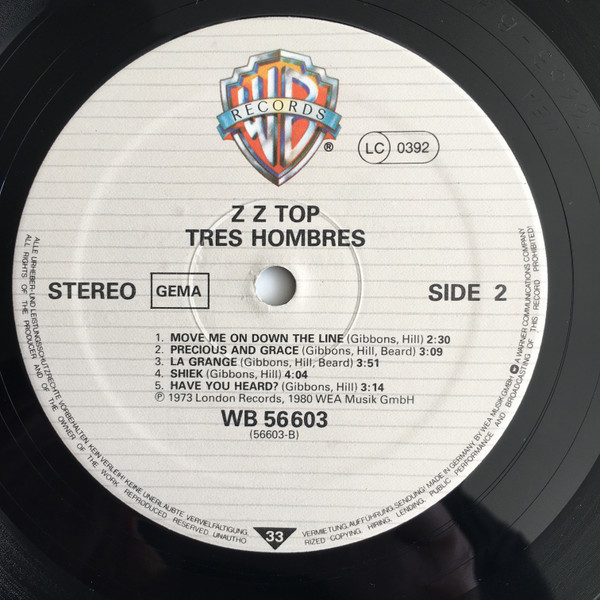 WB
RECORDS
®
LC 0392
Z Z TOP
TRES HOMBRES
STEREO GEMA SIDE 2
1. MOVE ME ON DOWN THE LINE (Gibbons, Hill) 2:30
2. PRECIOUS AND GRACE (Gibbons, Hill, Beard) 3:09
3. LA GRANGE (Gibbons, Hill, Beard) 3:51
4. SHIEK (Gibbons, Hill) 4:04
5. HAVE YOU HEARD? (Gibbons, Hill) 3:14
℗ 1973 London Records, 1980 WEA Musik GmbH
WB 56603
(56603-B)
33
ALLE URHEBER- UND LEISTUNGSSCHUTZRECHTE VORBEHALTEN. KEIN VERLEIH! KEINE UNERLAUBTE VERVIELFÄLTIGUNG, VERMIETUNG, AUFFÜHRUNG, SENDUNG! MADE IN GERMANY BY WEA MUSIK GMBH A WARNER COMMUNICATIONS COMPANY
ALL RIGHTS OF THE PRODUCER AND OF THE OWNER OF THE WORK REPRODUCED RESERVED UNAUTHORIZED COPYING, HIRING, LENDING, PUBLIC PERFORMANCE AND BROADCASTING OF THIS RECORD PROHIBITED!